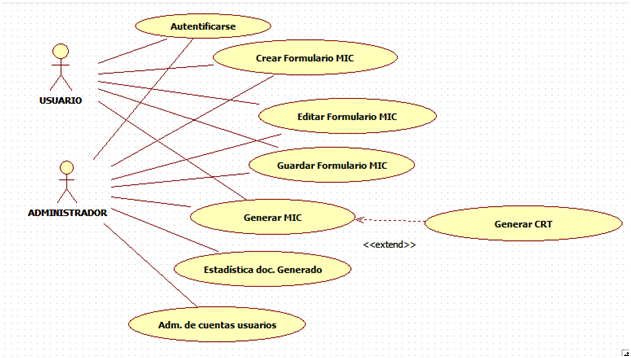 Autentificarse
Crear Formulario MIC
USUARIO
Editar Formulario MIC
Guardar Formulario MIC
ADMINISTRADOR
Generar MIC
Generar CRT
<<extend>>
Estadística doc. Generado
Adm. de cuentas usuarios